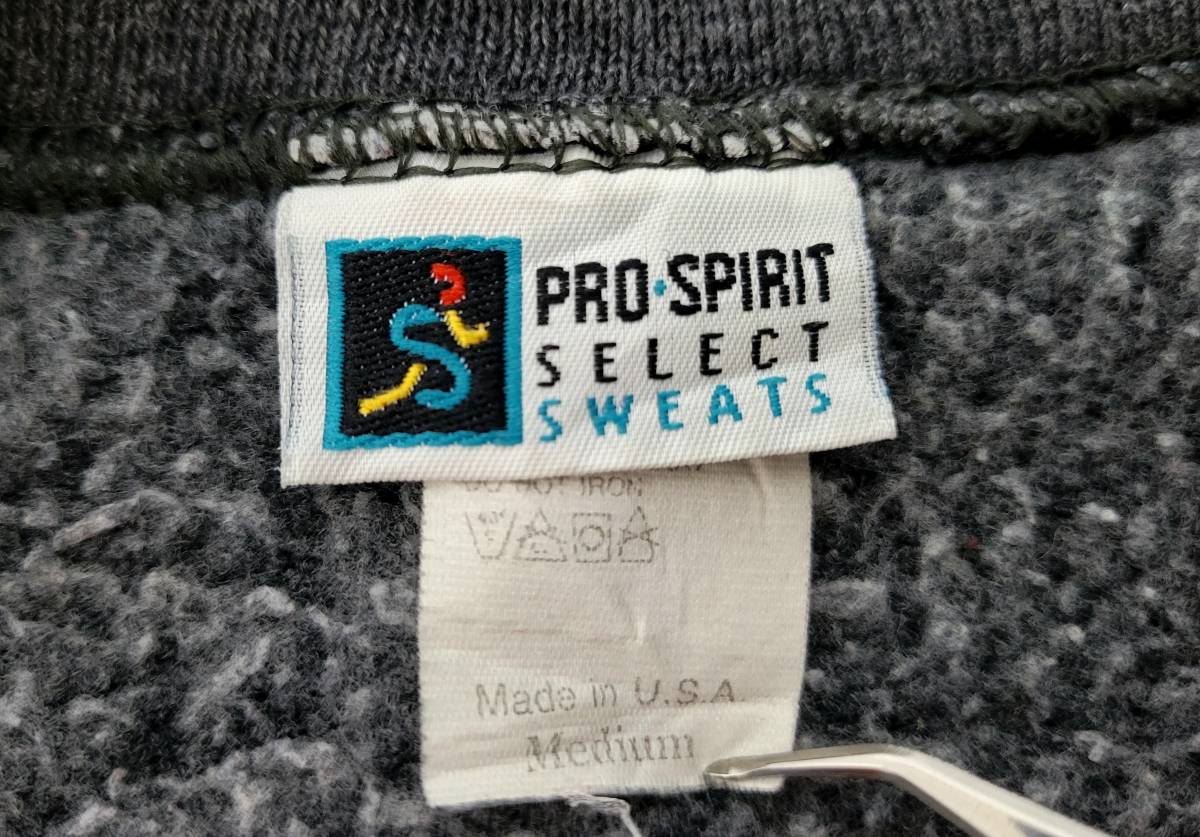 PRO·SPIRIT
SELECT
SWEATS
DO NOT IRON
Made in U.S.A.
Medium